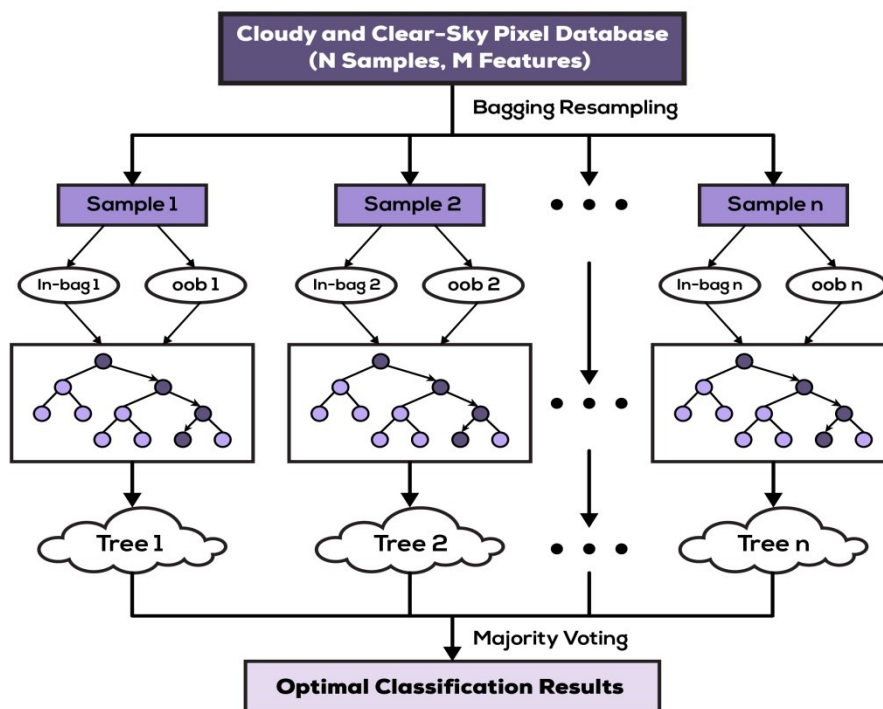 Cloudy and Clear-Sky Pixel Database
(N Samples, M Features)
Bagging Resampling
Sample 1
Sample 2
Sample n
In-bag 1
oob 1
In-bag 2
oob 2
In-bag n
oob n
Tree 1
Tree 2
Tree n
Majority Voting
Optimal Classification Results